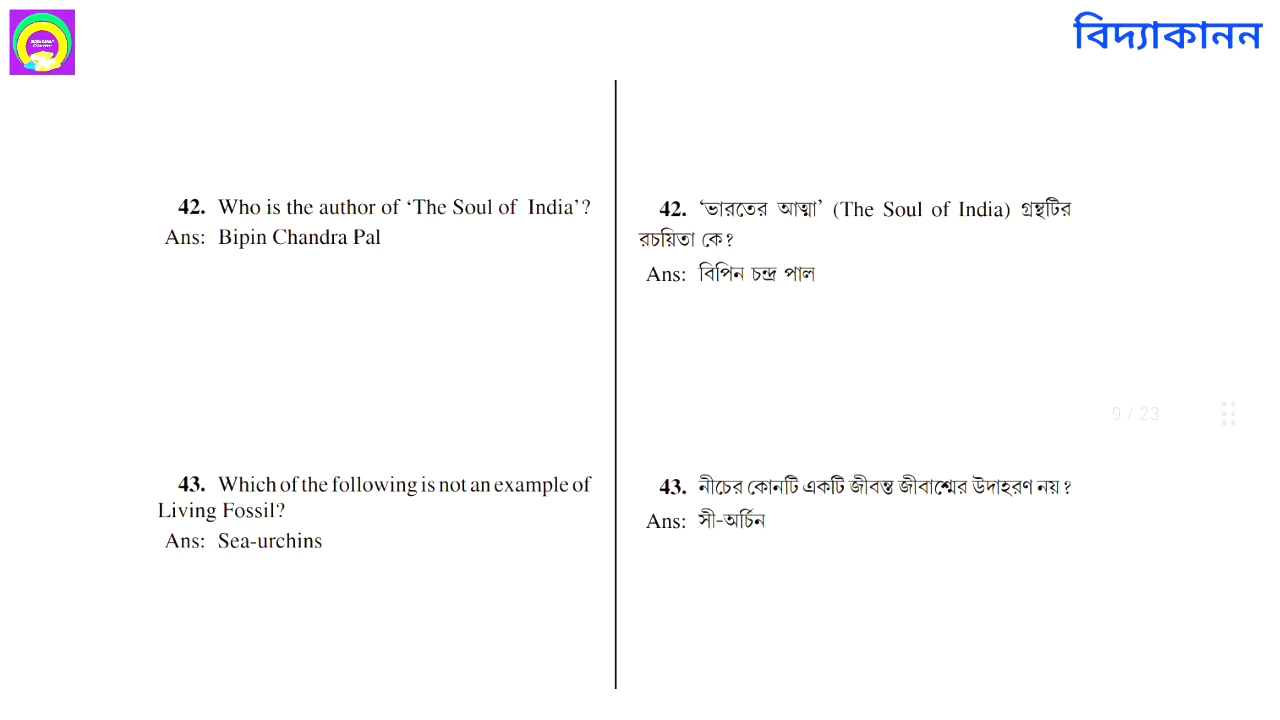 বিদ্যাকানন
42. Who is the author of ‘The Soul of India’?
Ans: Bipin Chandra Pal
43. Which of the following is not an example of
Living Fossil?
Ans: Sea-urchins
42. ‘ভারতের আত্মা’ (The Soul of India) গ্রন্থটির
রচয়িতা কে?
Ans: বিপিন চন্দ্র পাল
9 / 23
43. নীচের কোনটি একটি জীবন্ত জীবাশ্মের উদাহরণ নয়?
Ans: সী-অর্চিন